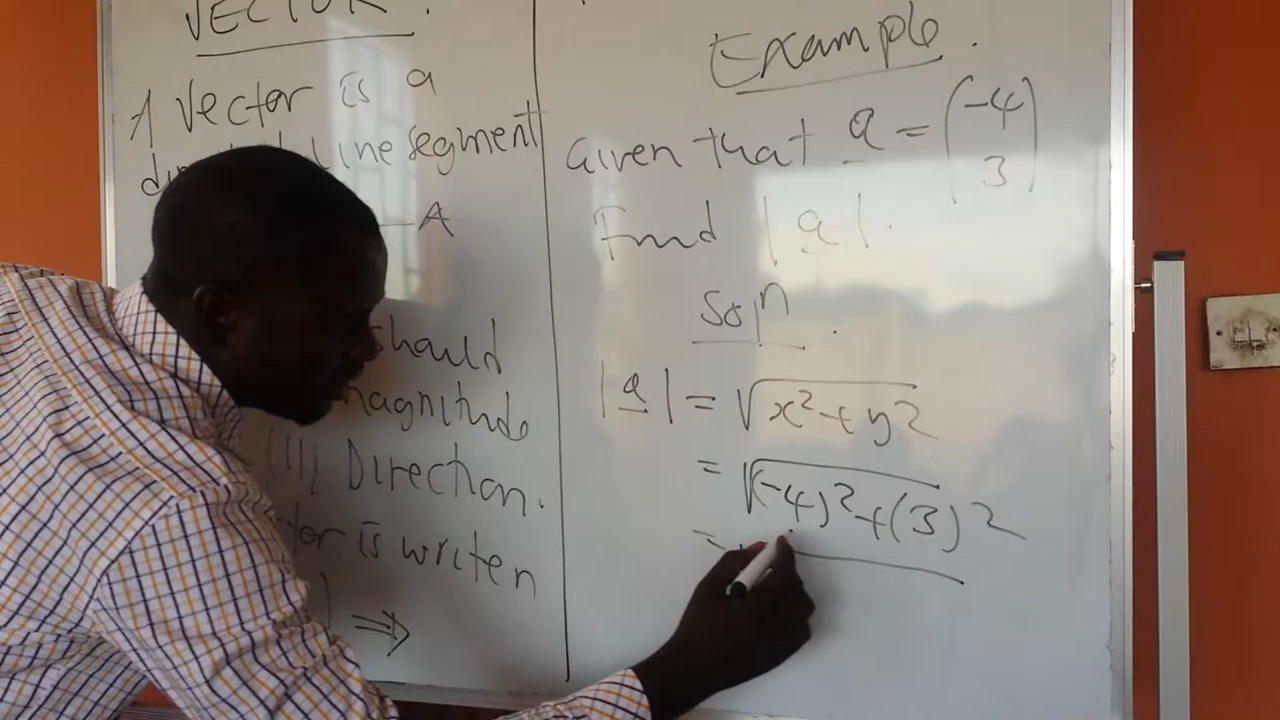 VECTOR.
A Vector is a
line segment
A
should
magnitude
(II) Direction.
is writen
⇒
Example.
Given that a = (-4
3)
Find |a|.
Soln.
|a| = √x²+y²
= √(-4)²+(3)²
=